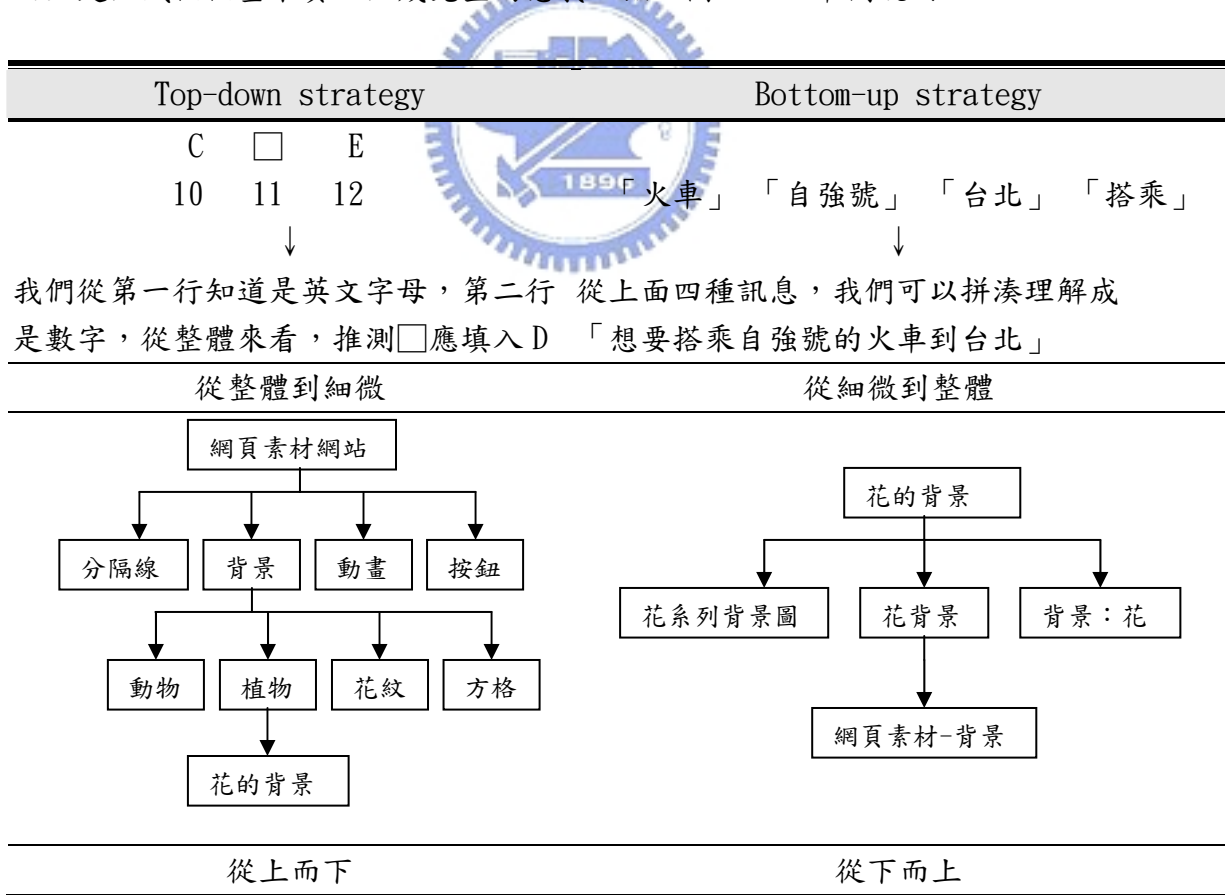 Top-down strategy Bottom-up strategy
C □ E
10 11 12 「火車」 「自強號」 「台北」 「搭乘」
1896
↓ ↓
我們從第一行知道是英文字母，第二行 從上面四種訊息，我們可以拼湊理解成
是數字，從整體來看，推測□應填入 D 「想要搭乘自強號的火車到台北」
從整體到細微 從細微到整體
網頁素材網站
花的背景
分隔線 背景 動畫 按鈕
花系列背景圖 花背景 背景：花
動物 植物 花紋 方格
網頁素材-背景
花的背景
從上而下 從下而上